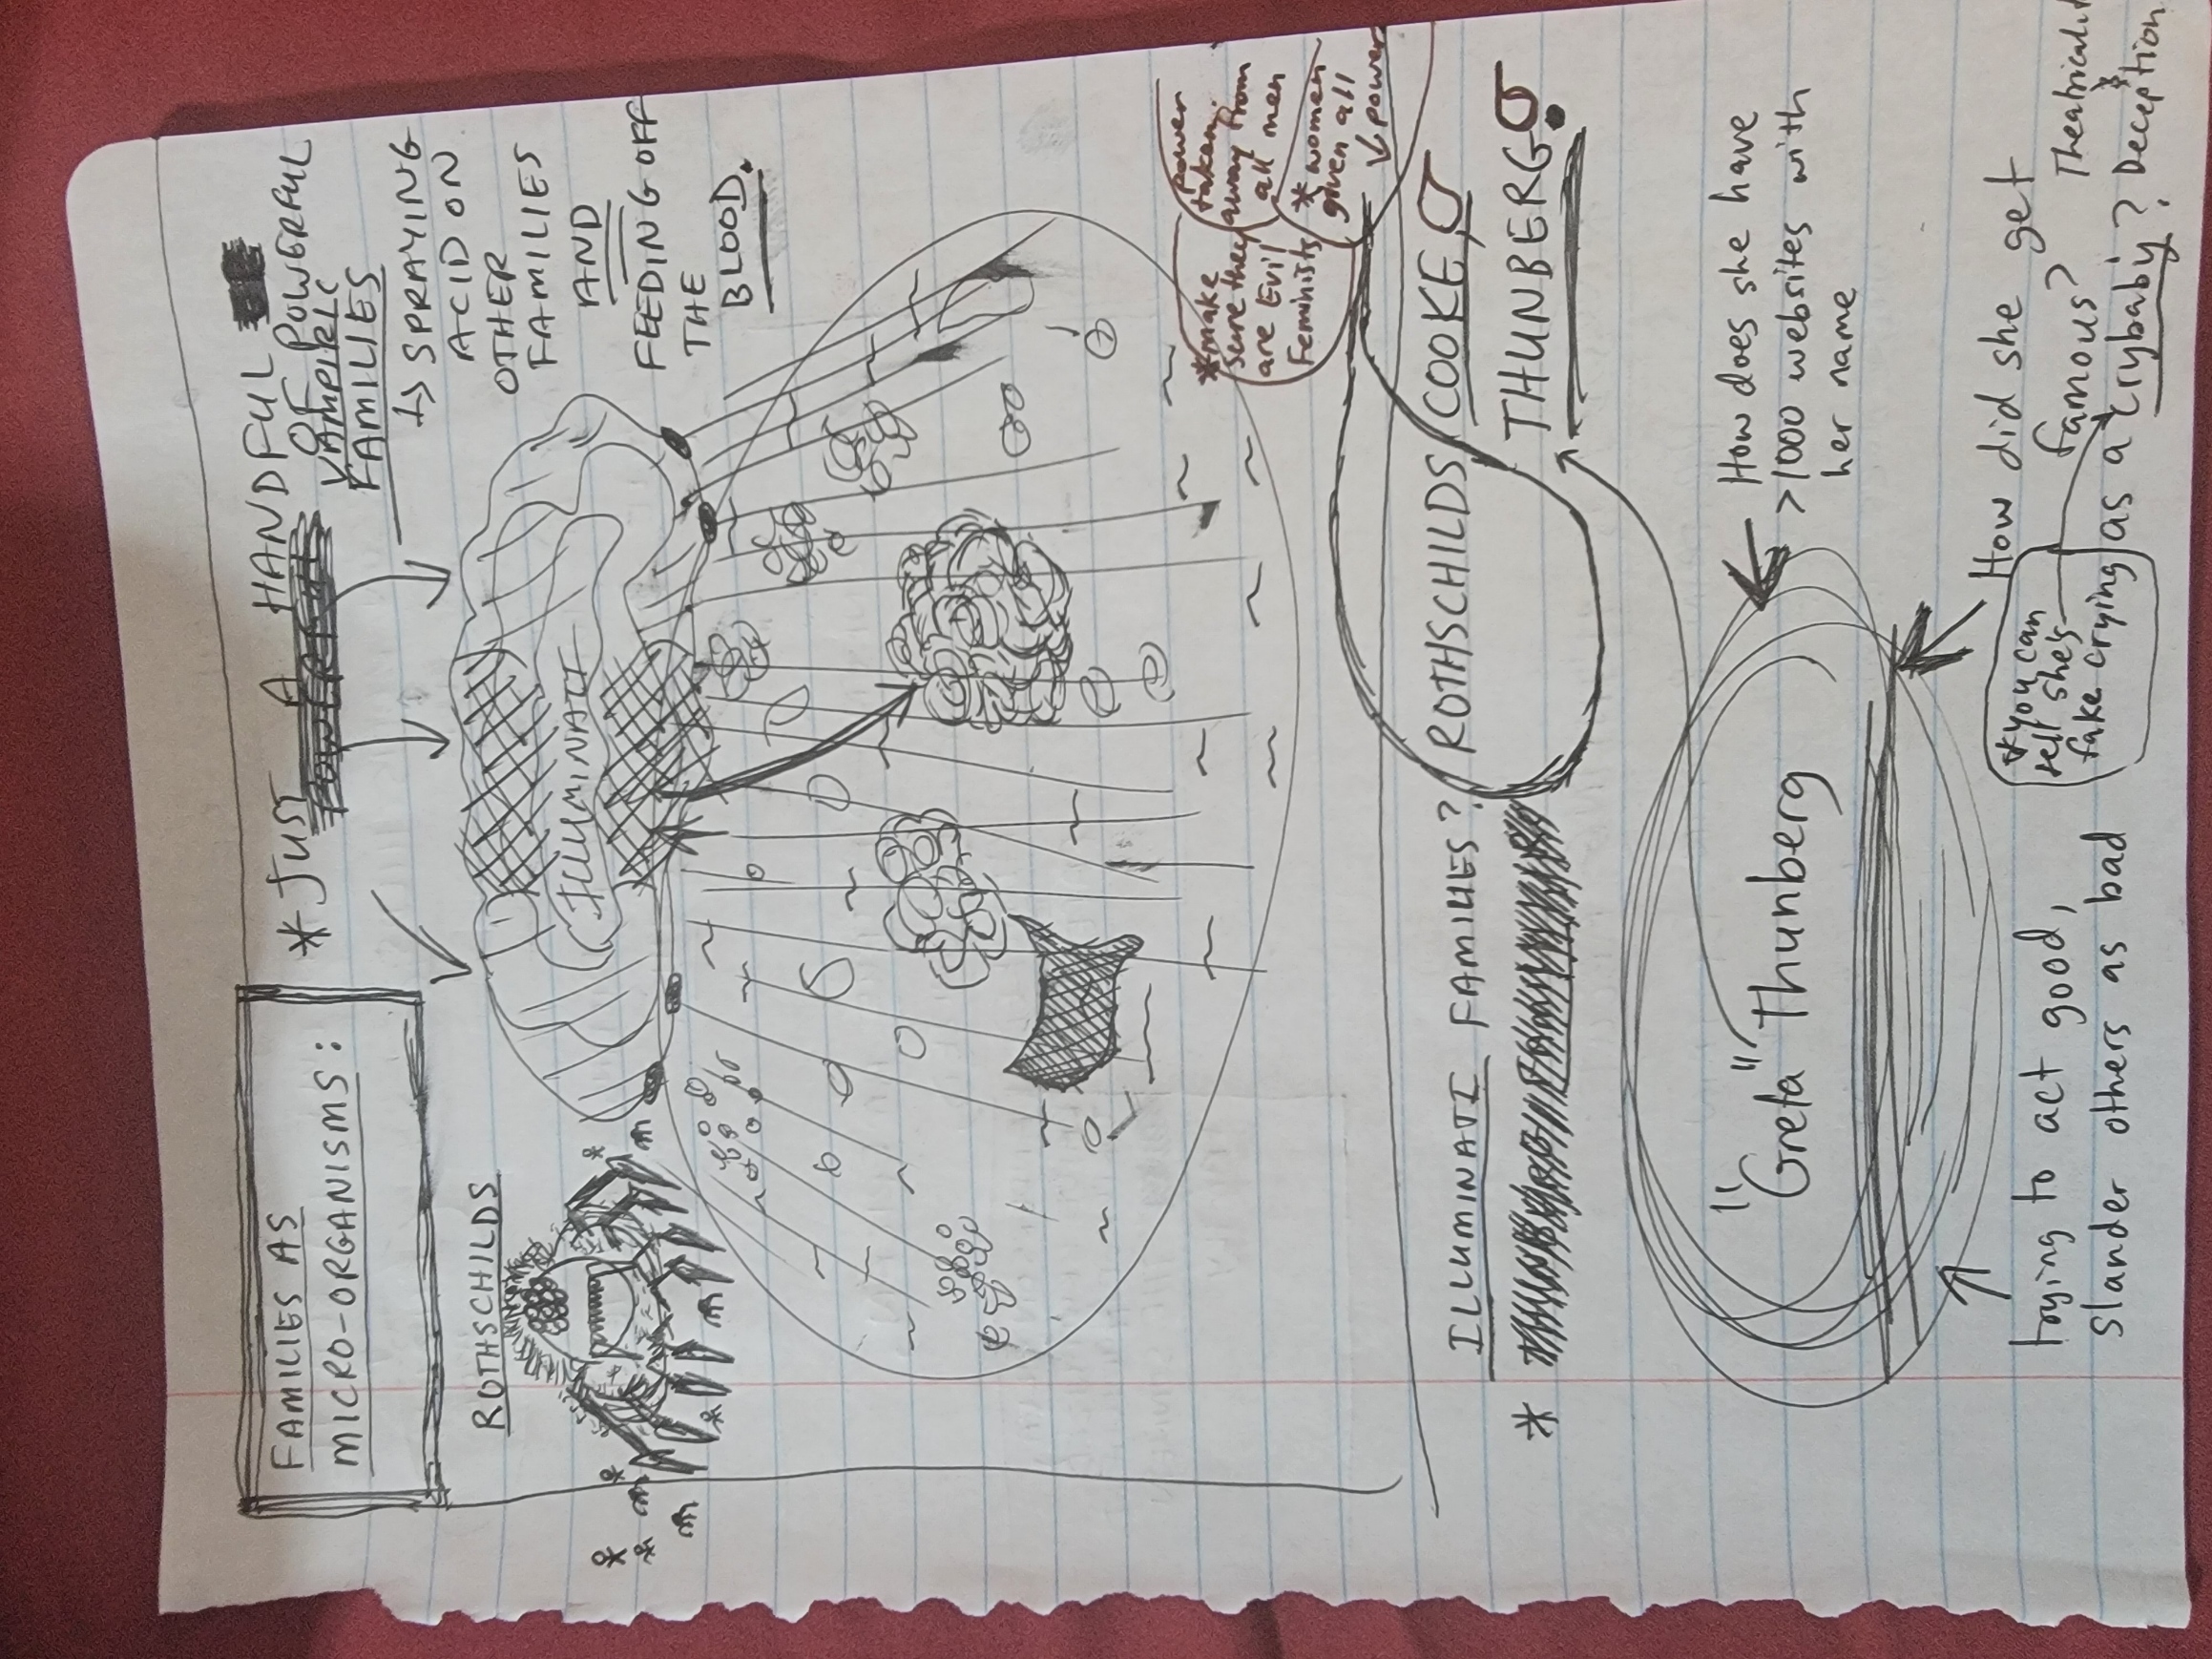 FAMILIES AS
MICRO-ORGANISMS:
* JUST A HANDFUL
OF POWERFUL
VAMPIRIC
FAMILIES
↳ SPRAYING
ACID ON
OTHER
FAMILIES
AND
FEEDING OFF
THE
BLOOD.
ROTHSCHILDS
ILLUMINATI
*make
sure they
are Evil
Feminists
power
taken
away from
all men
* women
given all
↓ power
ILLUMINATI FAMILIES? ROTHSCHILDS COOKE,
*
THUNBERG
"Greta" Thunberg
How does she have
>1000 websites with
her name
trying to act good,
slander others as bad
*you can
tell she's
fake crying
How did she get
famous?
as a crybaby?
Deception